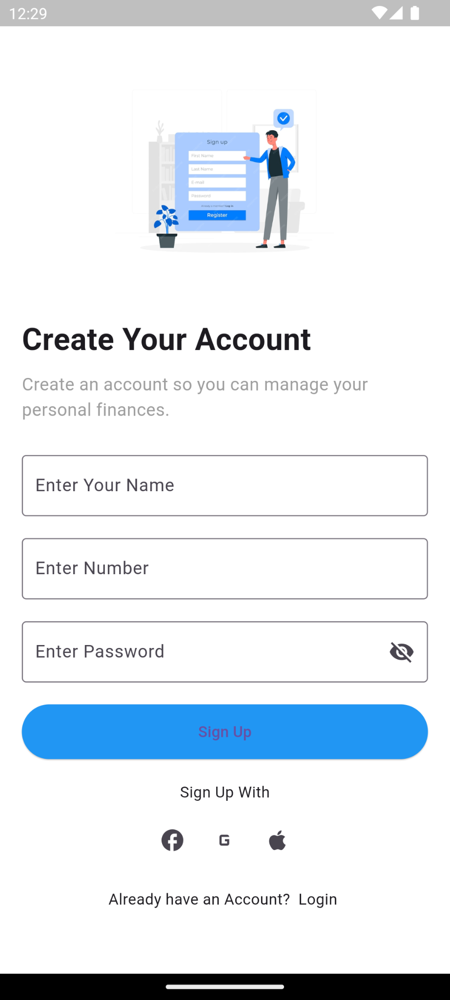 12:29
Sign up
First Name
Last Name
E-mail
Password
Already a member? Log in
Register
Create Your Account
Create an account so you can manage your
personal finances.
Enter Your Name
Enter Number
Enter Password
Sign Up
Sign Up With
G
Already have an Account? Login